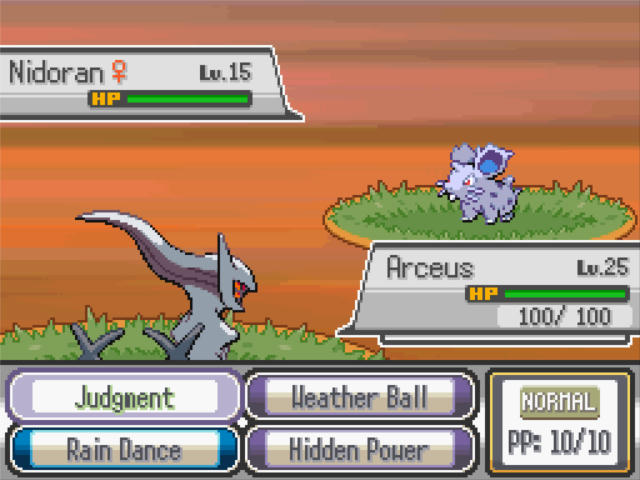 Nidoran♀ Lv.15
HP
Arceus Lv.25
HP
100/ 100
Judgment
Weather Ball
NORMAL
Rain Dance
Hidden Power
PP: 10/10